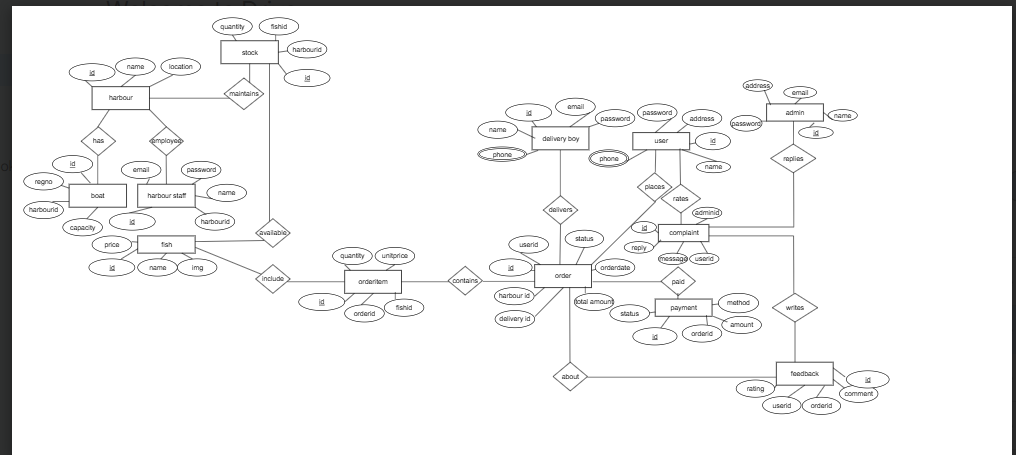 quantity
fishid
stock
harbourid
id
id
name
location
harbour
maintains
has
employee
id
regno
harbourid
boat
capacity
email
password
harbour staff
name
id
harbourid
price
fish
id
name
img
available
include
quantity
unitprice
orderitem
id
orderid
fishid
contains
id
email
password
name
delivery boy
phone
delivers
password
address
user
id
phone
name
places
rates
address
email
admin
name
password
id
replies
adminid
id
complaint
reply
message
userid
userid
status
id
order
orderdate
harbour id
total amount
delivery id
paid
payment
method
status
amount
id
orderid
writes
about
feedback
id
rating
comment
userid
orderid